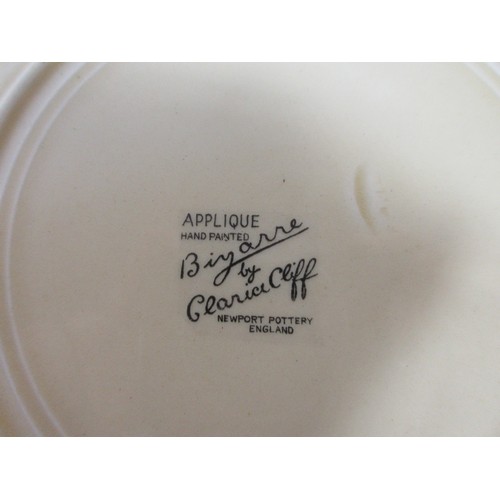 APPLIQUE
HAND PAINTED
Bizarre
by
Clarice Cliff
NEWPORT POTTERY
ENGLAND